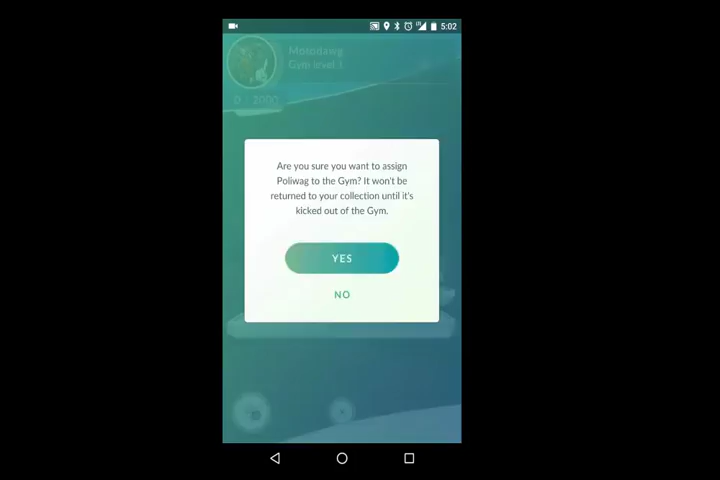 5:02
Motodawg
Gym level 1
0 / 2000
Are you sure you want to assign
Poliwag to the Gym? It won't be
returned to your collection until it's
kicked out of the Gym.
YES
NO